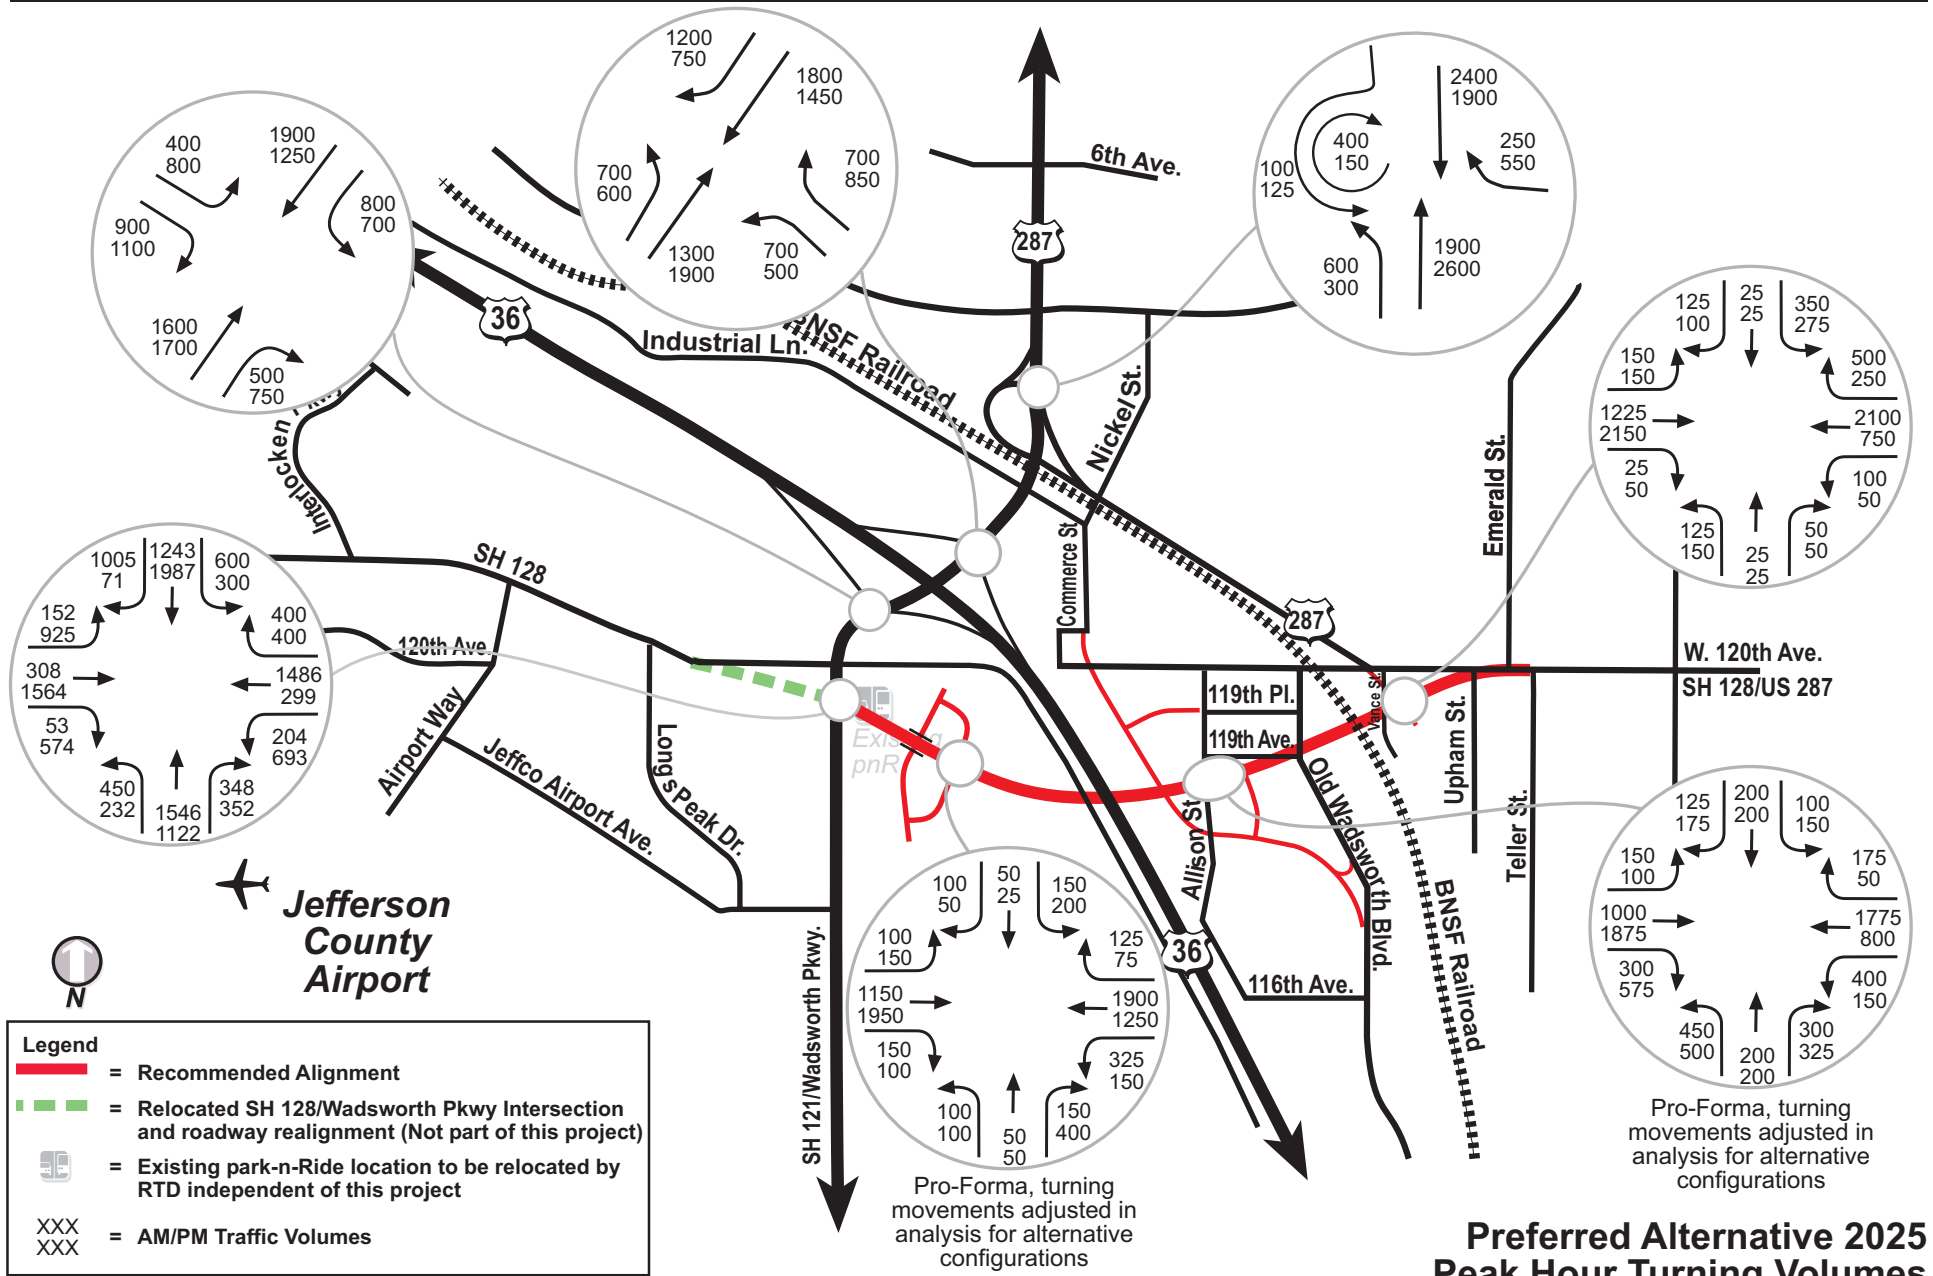 1200
750
1800
1450
700
600
700
850
1300
1900
700
500
2400
1900
400
150
250
550
100
125
1900
2600
600
300
400
800
1900
1250
900
1100
800
700
1600
1700
500
750
6th Ave.
287
36
Industrial Ln.
BNSF Railroad
Nickel St.
Interlocken Pkwy
Emerald St.
125
100
25
25
350
275
150
150
500
250
1225
2150
2100
750
25
50
100
50
125
150
25
25
50
50
1005
71
1243
1987
600
300
152
925
400
400
308
1564
1486
299
53
574
204
693
450
232
1546
1122
348
352
SH 128
120th Ave.
Airport Way
Jeffco Airport Ave.
Longs Peak Dr.
Existing
pnR
Commerce St
287
W. 120th Ave.
SH 128/US 287
119th Pl.
119th Ave.
Vance St.
Upham St.
Teller St.
Old Wadsworth Blvd.
Allison St
BNSF Railroad
36
116th Ave.
SH 121/Wadsworth Pkwy.
Jefferson
County
Airport
N
100
50
50
25
150
200
100
150
125
75
1150
1950
1900
1250
150
100
325
150
100
100
50
50
150
400
Pro-Forma, turning
movements adjusted in
analysis for alternative
configurations
125
175
200
200
100
150
150
100
175
50
1000
1875
1775
800
300
575
400
150
450
500
200
200
300
325
Pro-Forma, turning
movements adjusted in
analysis for alternative
configurations
Legend
= Recommended Alignment
= Relocated SH 128/Wadsworth Pkwy Intersection
and roadway realignment (Not part of this project)
= Existing park-n-Ride location to be relocated by
RTD independent of this project
XXX
XXX
= AM/PM Traffic Volumes
Preferred Alternative 2025
Peak Hour Turning Volumes